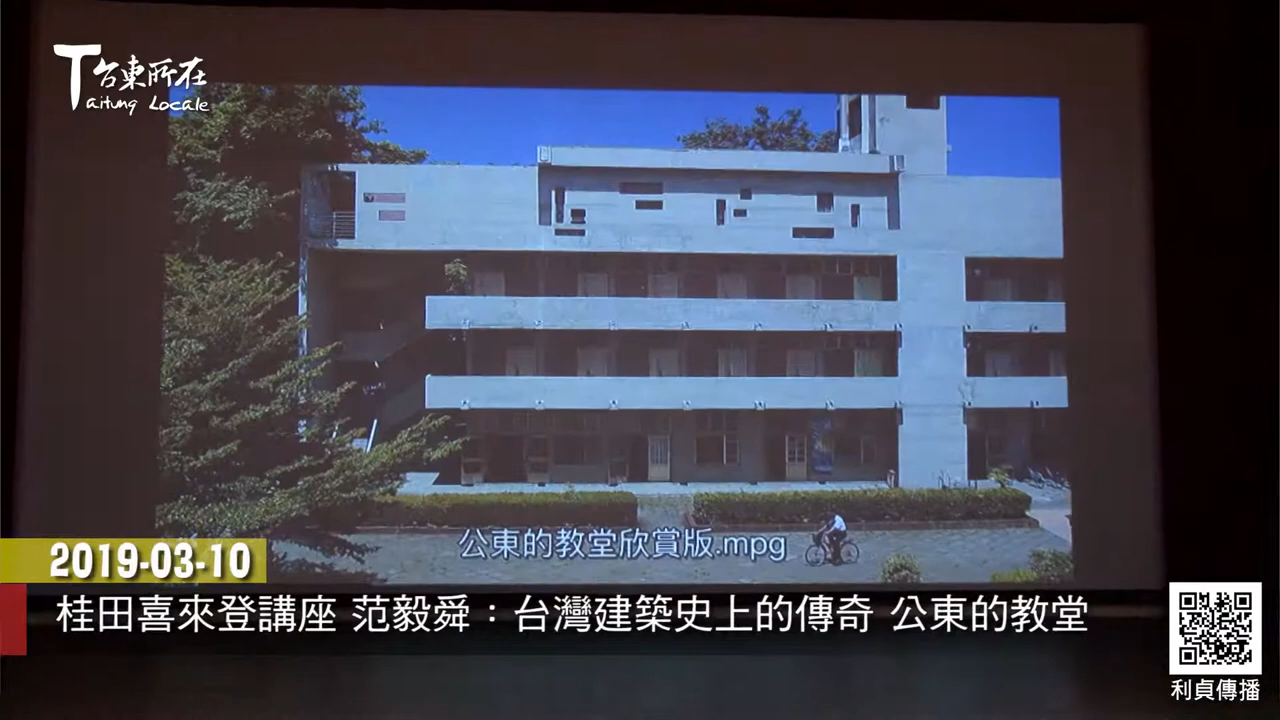 台東所在
Taitung Locale
公東的教堂欣賞版.mpg
2019-03-10
桂田喜來登講座 范毅舜：台灣建築史上的傳奇 公東的教堂
利貞傳播